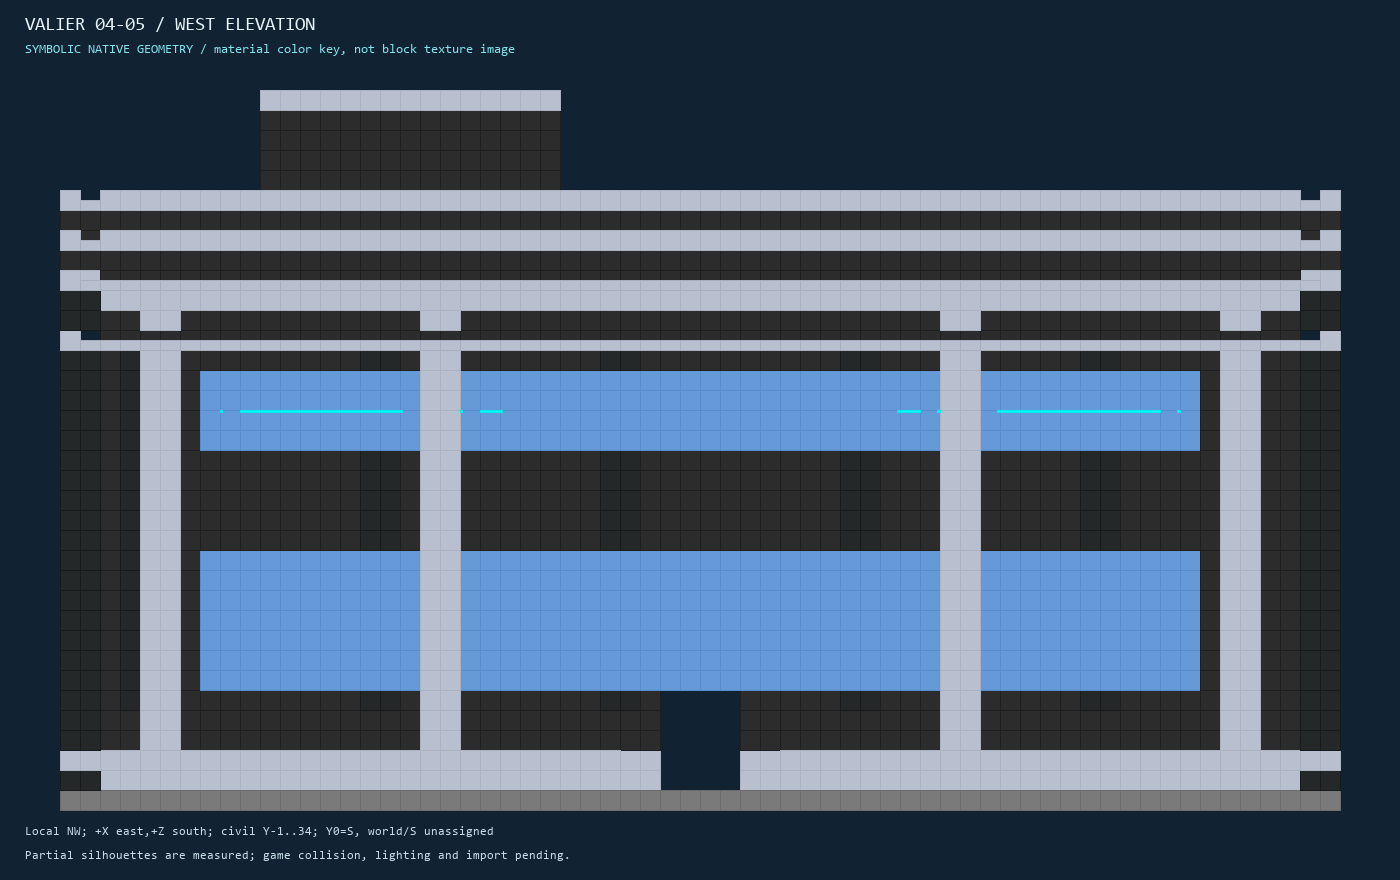 VALIER 04-05 / WEST ELEVATION
SYMBOLIC NATIVE GEOMETRY / material color key, not block texture image
Local NW; +X east,+Z south; civil Y-1..34; Y0=S, world/S unassigned
Partial silhouettes are measured; game collision, lighting and import pending.